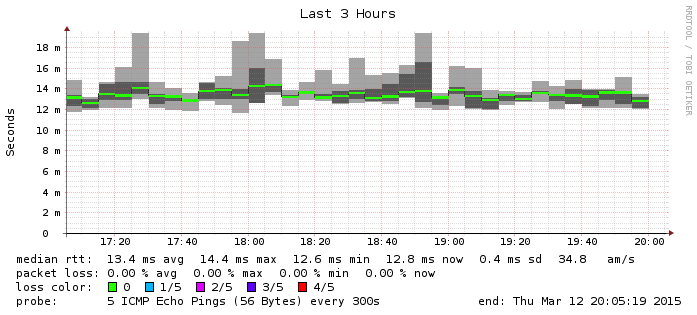 Last 3 Hours
RRDTOOL / TOBI OETIKER
Seconds
18 m
16 m
14 m
12 m
10 m
8 m
6 m
4 m
2 m
0
17:20 17:40 18:00 18:20 18:40 19:00 19:20 19:40 20:00
median rtt: 13.4 ms avg 14.4 ms max 12.6 ms min 12.8 ms now 0.4 ms sd 34.8 am/s
packet loss: 0.00 % avg 0.00 % max 0.00 % min 0.00 % now
loss color: 0 1/5 2/5 3/5 4/5
probe: 5 ICMP Echo Pings (56 Bytes) every 300s end: Thu Mar 12 20:05:19 2015